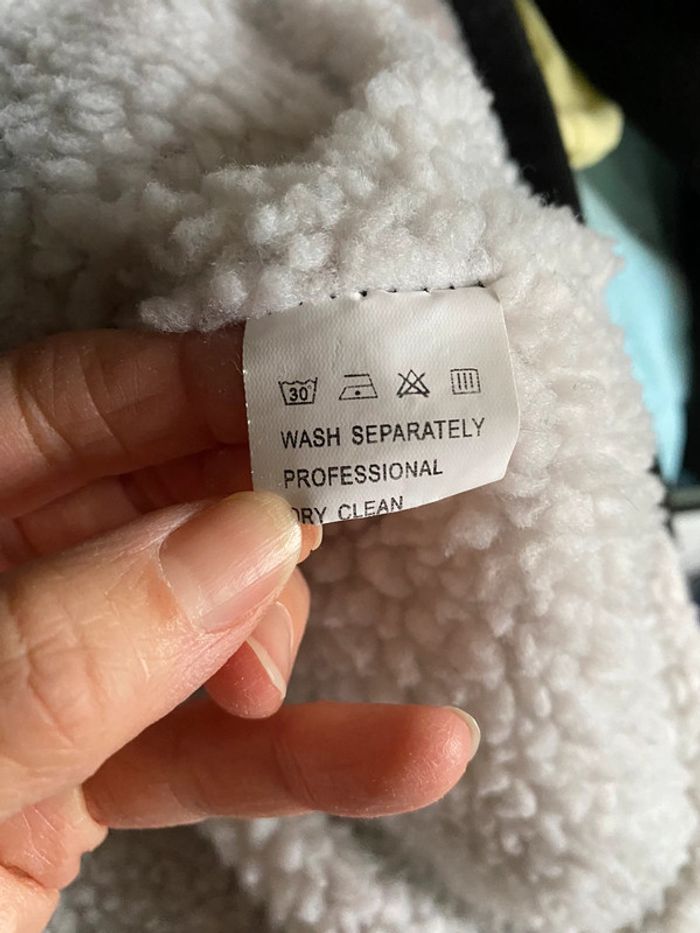 30°
WASH SEPARATELY
PROFESSIONAL
DRY CLEAN